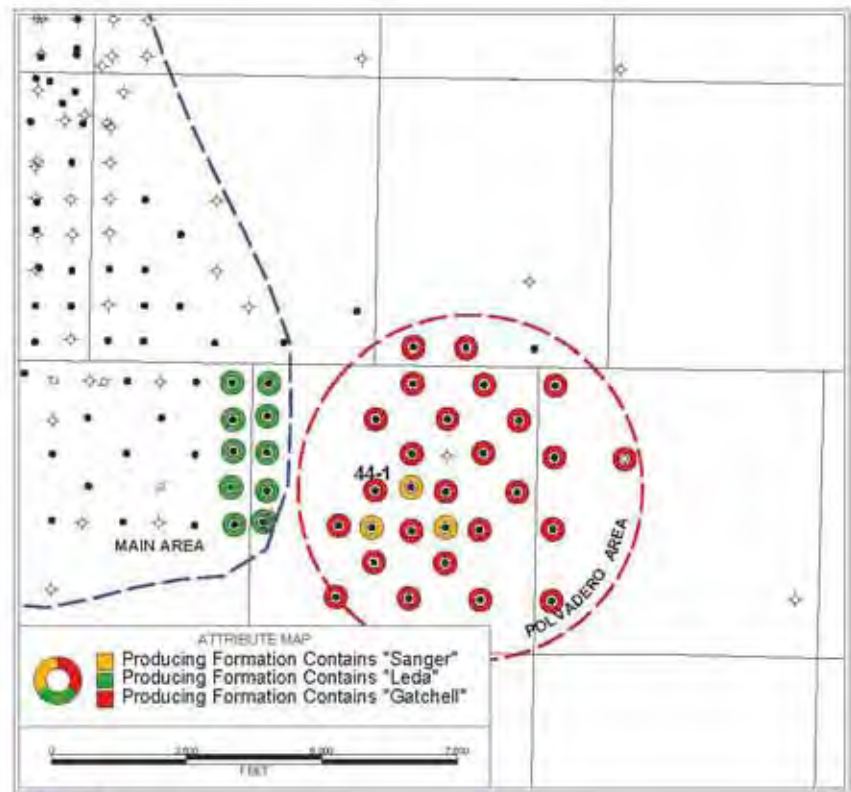 44-1
MAIN AREA
POLVADERO AREA
ATTRIBUTE MAP
Producing Formation Contains "Sanger"
Producing Formation Contains "Leda"
Producing Formation Contains "Gatchell"
0
FEET